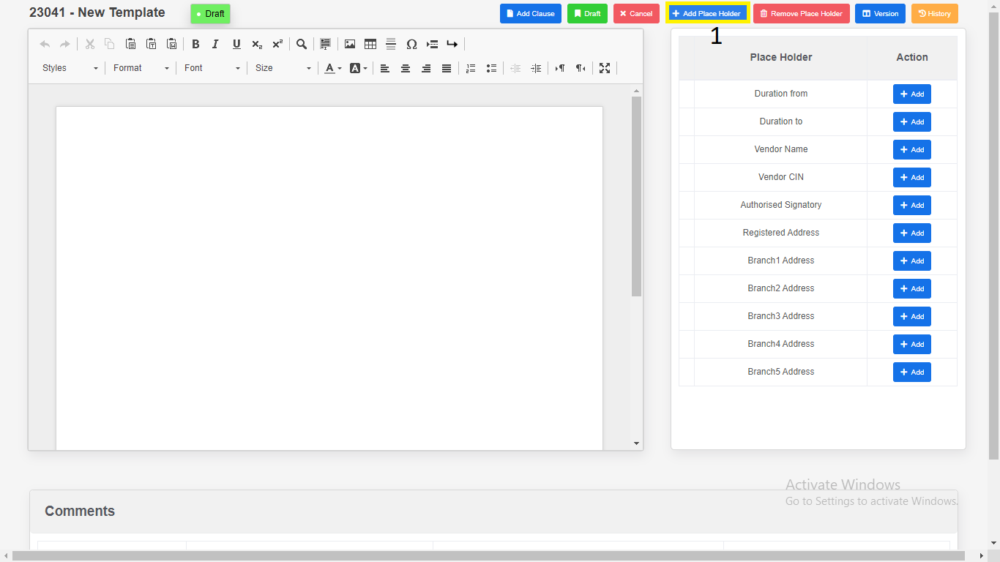 23041 - New Template
Draft
Add Clause
Draft
Cancel
Add Place Holder
Remove Place Holder
Version
History
1
Styles
Format
Font
Size
Place Holder Action
Duration from Add
Duration to Add
Vendor Name Add
Vendor CIN Add
Authorised Signatory Add
Registered Address Add
Branch1 Address Add
Branch2 Address Add
Branch3 Address Add
Branch4 Address Add
Branch5 Address Add
Activate Windows
Go to Settings to activate Windows.
Comments